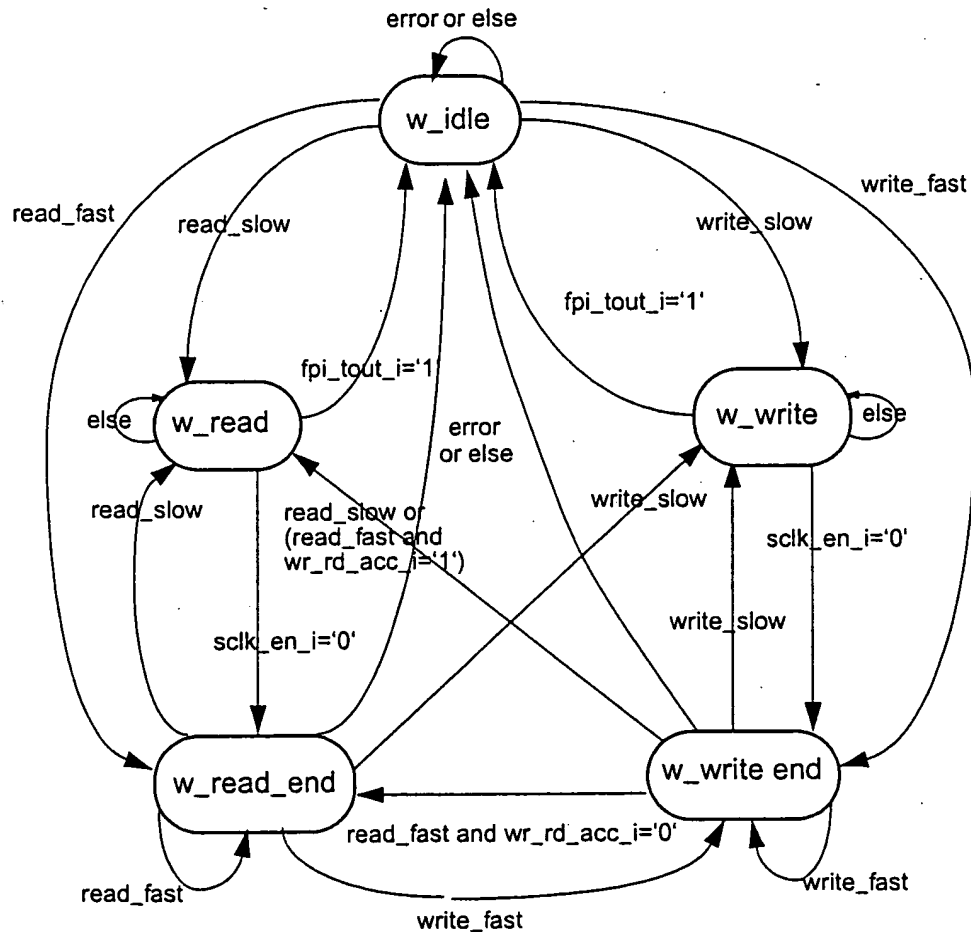 error or else
w_idle
read_fast
write_fast
read_slow
write_slow
fpi_tout_i='1'
fpi_tout_i='1'
else
w_read
w_write
else
error
or else
read_slow
read_slow or
(read_fast and
wr_rd_acc_i='1')
write_slow
sclk_en_i='0'
write_slow
sclk_en_i='0'
w_read_end
w_write end
read_fast and wr_rd_acc_i='0'
read_fast
write_fast
write_fast